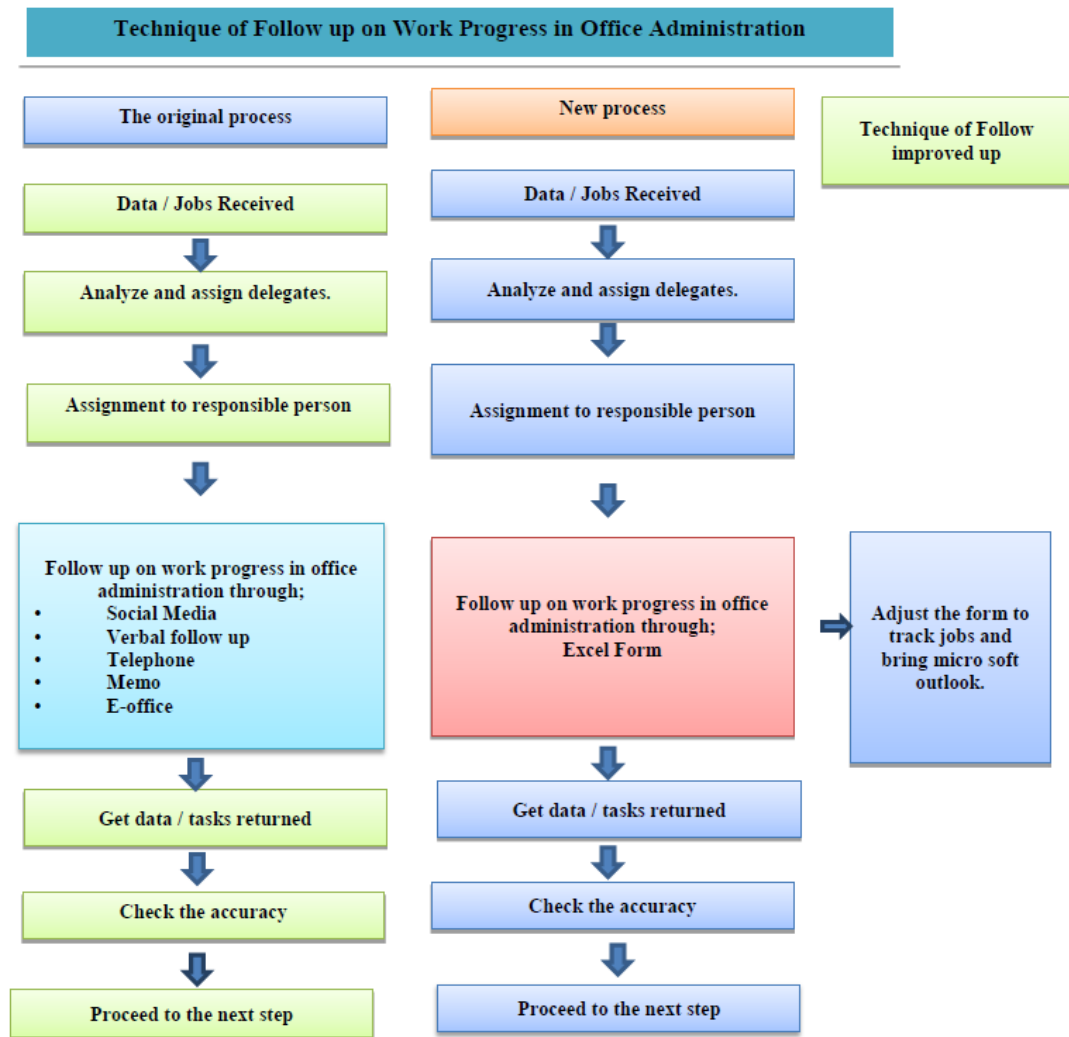 Technique of Follow up on Work Progress in Office Administration
The original process
Data / Jobs Received
Analyze and assign delegates.
Assignment to responsible person
Follow up on work progress in office
administration through;
• Social Media
• Verbal follow up
• Telephone
• Memo
• E-office
Get data / tasks returned
Check the accuracy
Proceed to the next step
New process
Data / Jobs Received
Analyze and assign delegates.
Assignment to responsible person
Follow up on work progress in office
administration through;
Excel Form
Get data / tasks returned
Check the accuracy
Proceed to the next step
Technique of Follow
improved up
Adjust the form to
track jobs and
bring micro soft
outlook.